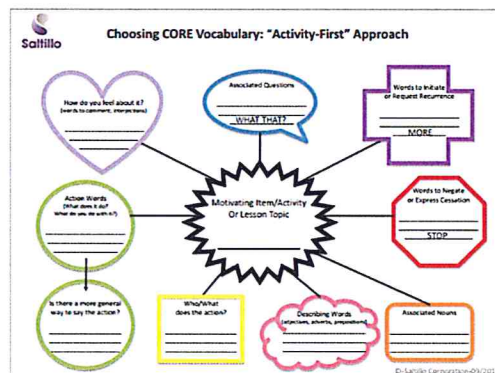 Saltillo
Choosing CORE Vocabulary: "Activity-First" Approach
How do you feel about it?
(words to comment, interjections)
Associated Questions
WHAT THAT?
Words to Initiate
or Request Recurrence
MORE
Action Words
(What does it do?
What do you do with it?)
Motivating Item/Activity
Or Lesson Topic
Words to Negate
or Express Cessation
STOP
Is there a more general
way to say the action?
Who/What
does the action?
Describing Words
(adjectives, adverbs, prepositions)
Associated Nouns
© Saltillo Corporation